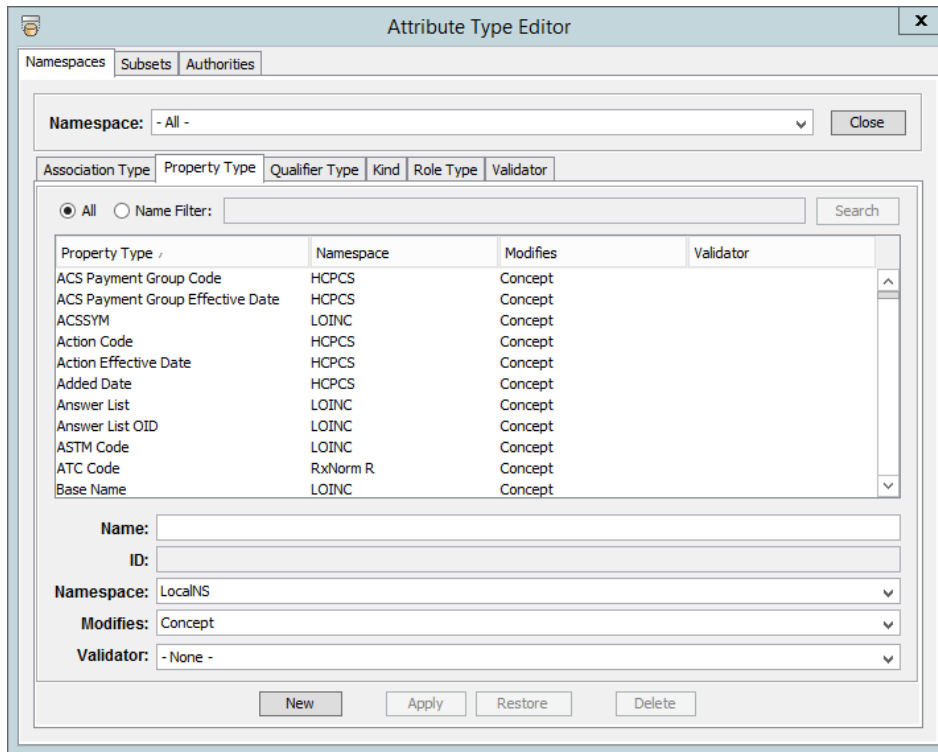 Attribute Type Editor x
Namespaces Subsets Authorities
Namespace: - All - Close
Association Type Property Type Qualifier Type Kind Role Type Validator
All Name Filter: Search
Property Type Namespace Modifies Validator
ACS Payment Group Code HCPCS Concept
ACS Payment Group Effective Date HCPCS Concept
ACSSYM LOINC Concept
Action Code HCPCS Concept
Action Effective Date HCPCS Concept
Added Date HCPCS Concept
Answer List LOINC Concept
Answer List OID LOINC Concept
ASTM Code LOINC Concept
ATC Code RxNorm R Concept
Base Name LOINC Concept
Name:
ID:
Namespace: LocalNS
Modifies: Concept
Validator: - None -
New Apply Restore Delete